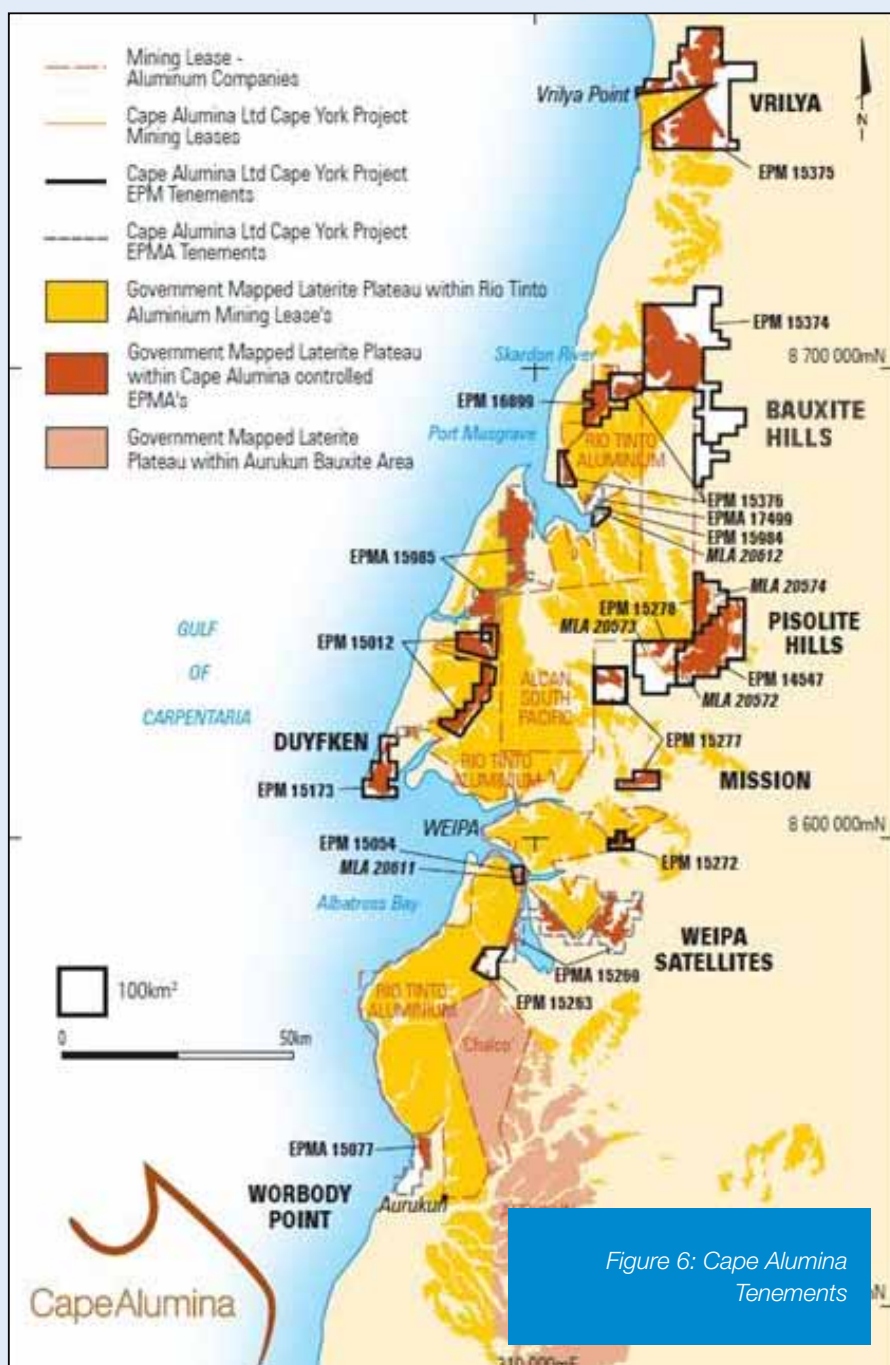 Mining Lease -
Aluminum Companies
Cape Alumina Ltd Cape York Project
Mining Leases
Cape Alumina Ltd Cape York Project
EPM Tenements
Cape Alumina Ltd Cape York Project
EPMA Tenements
Government Mapped Laterite Plateau within Rio Tinto
Aluminium Mining Lease's
Government Mapped Laterite Plateau
within Cape Alumina controlled
EPMA's
Government Mapped Laterite
Plateau within Aurukun Bauxite Area
N
Vrilya Point
VRILYA
EPM 15375
EPM 15374
8 700 000mN
Skardon River
EPM 16899
Port Musgrave
BAUXITE
HILLS
RIO TINTO
ALUMINIUM
EPM 15376
EPMA 17499
EPM 15984
MLA 20612
EPMA 15985
MLA 20574
EPM 15278
MLA 20573
PISOLITE
HILLS
EPM 15012
EPM 14547
MLA 20572
GULF
OF
CARPENTARIA
ALCAN
SOUTH
PACIFIC
EPM 15277
DUYFKEN
RIO TINTO
ALUMINIUM
MISSION
EPM 15173
WEIPA
8 600 000mN
EPM 15054
MLA 20611
EPM 15272
Albatross Bay
WEIPA
SATELLITES
EPMA 15269
EPM 15263
100km²
RIO TINTO
ALUMINIUM
0
50km
'Chalco'
EPMA 15077
WORBODY
POINT
Aurukun
CapeAlumina
Figure 6: Cape Alumina
Tenements